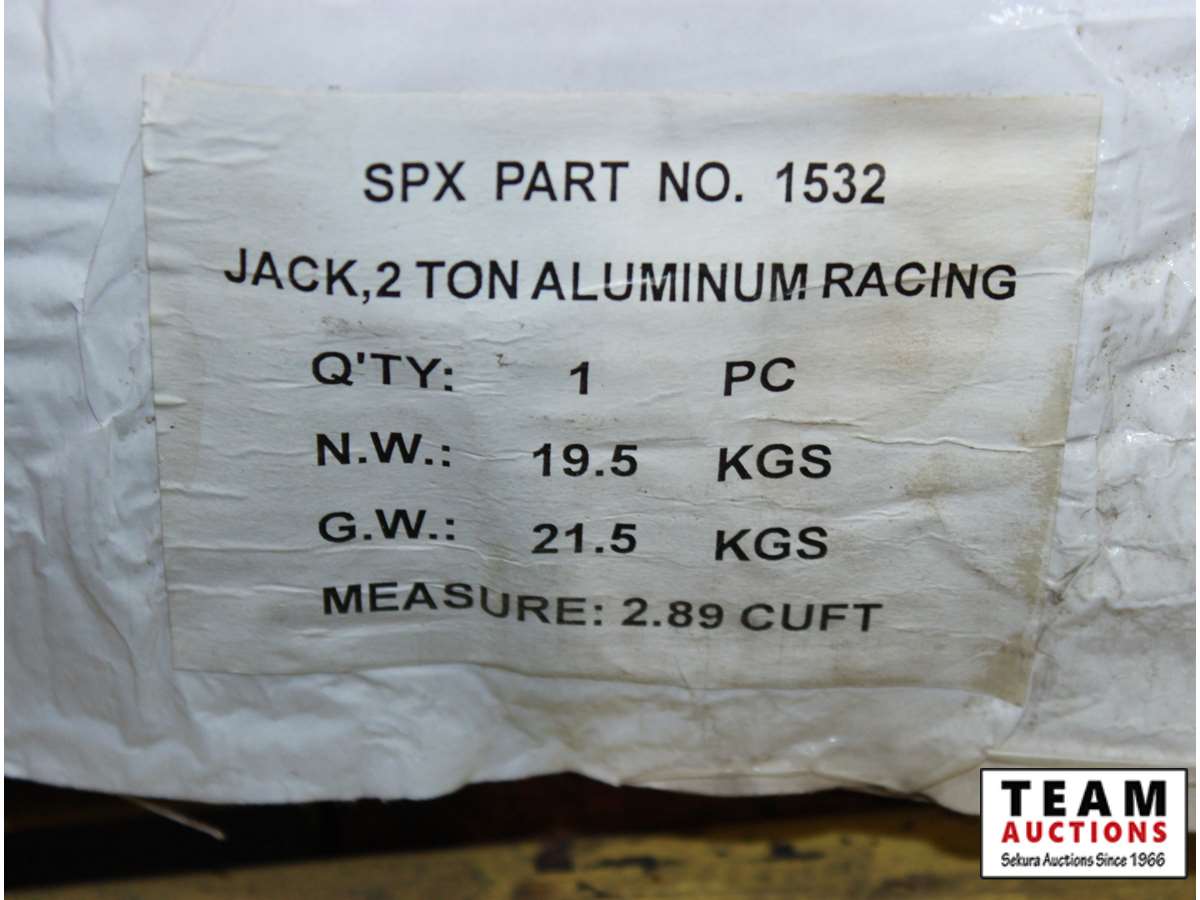 SPX PART NO. 1532
JACK,2 TON ALUMINUM RACING
Q'TY: 1 PC
N.W.: 19.5 KGS
G.W.: 21.5 KGS
MEASURE: 2.89 CUFT
TEAM
AUCTIONS
Sekura Auctions Since 1966